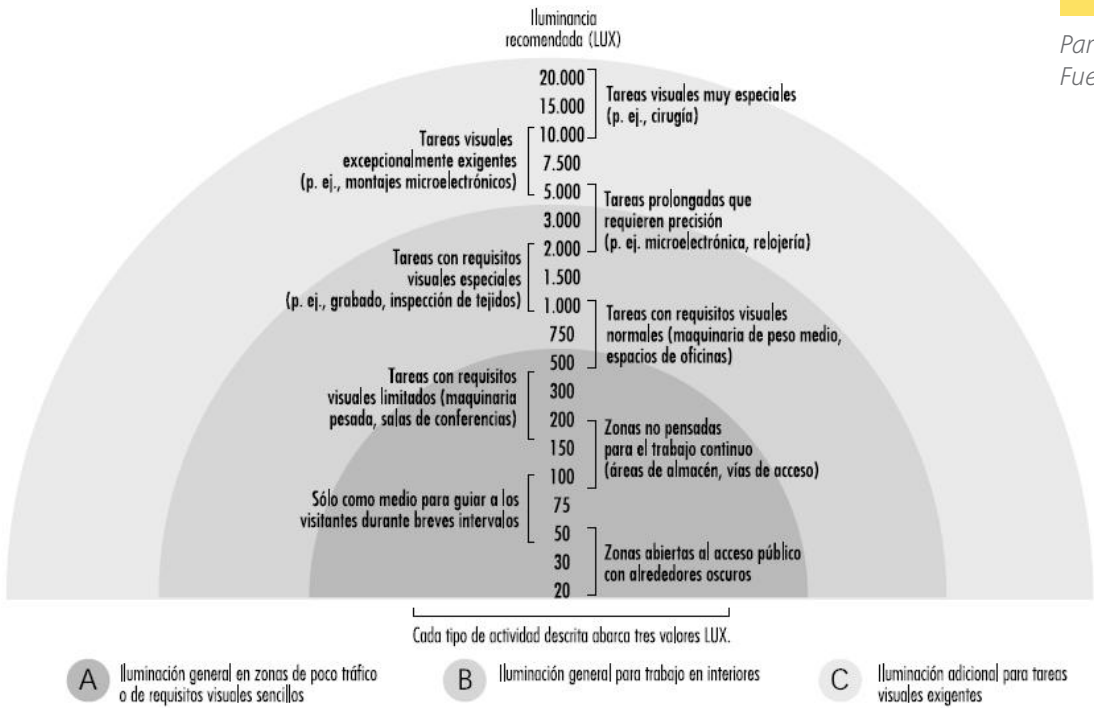 Iluminancia
recomendada (LUX)
Par
Fue
20.000
15.000
10.000
7.500
5.000
3.000
2.000
1.500
1.000
750
500
300
200
150
100
75
50
30
20
Tareas visuales muy especiales
(p. ej., cirugía)
Tareas visuales
excepcionalmente exigentes
(p. ej., montajes microelectrónicos)
Tareas prolongadas que
requieren precisión
(p. ej. microelectrónica, relojería)
Tareas con requisitos
visuales especiales
(p. ej., grabado, inspección de tejidos)
Tareas con requisitos visuales
normales (maquinaria de peso medio,
espacios de oficinas)
Tareas con requisitos
visuales limitados (maquinaria
pesada, salas de conferencias)
Zonas no pensadas
para el trabajo continuo
(áreas de almacén, vías de acceso)
Sólo como medio para guiar a los
visitantes durante breves intervalos
Zonas abiertas al acceso público
con alrededores oscuros
Cada tipo de actividad descrita abarca tres valores LUX.
A
Iluminación general en zonas de poco tráfico
o de requisitos visuales sencillos
B
Iluminación general para trabajo en interiores
C
Iluminación adicional para tareas
visuales exigentes